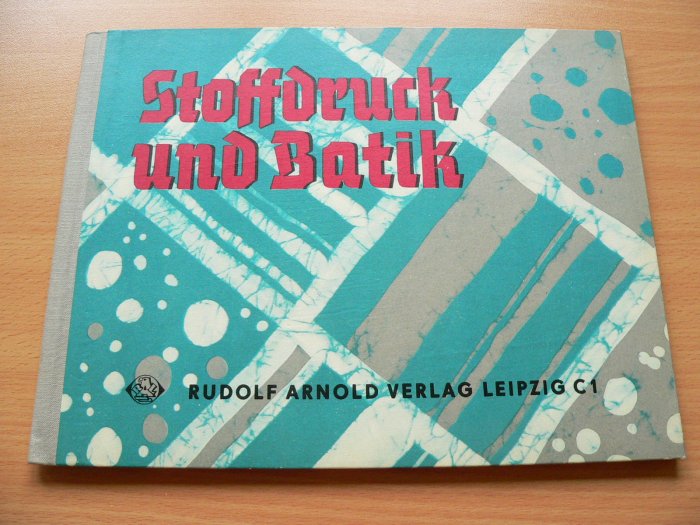 Stoffdruck
und Batik
RUDOLF ARNOLD VERLAG LEIPZIG C1